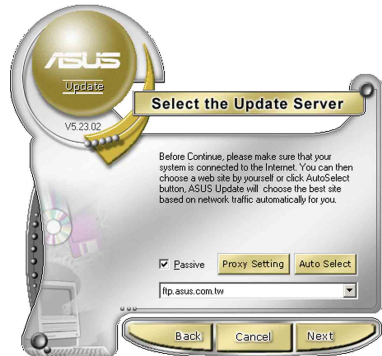 ASUS
Update
V5.23.02
Select the Update Server
Before Continue, please make sure that your
system is connected to the Internet. You can then
choose a web site by yourself or click AutoSelect
button, ASUS Update will choose the best site
based on network traffic automatically for you.
Passive
Proxy Setting
Auto Select
ftp.asus.com.tw
Back
Cancel
Next